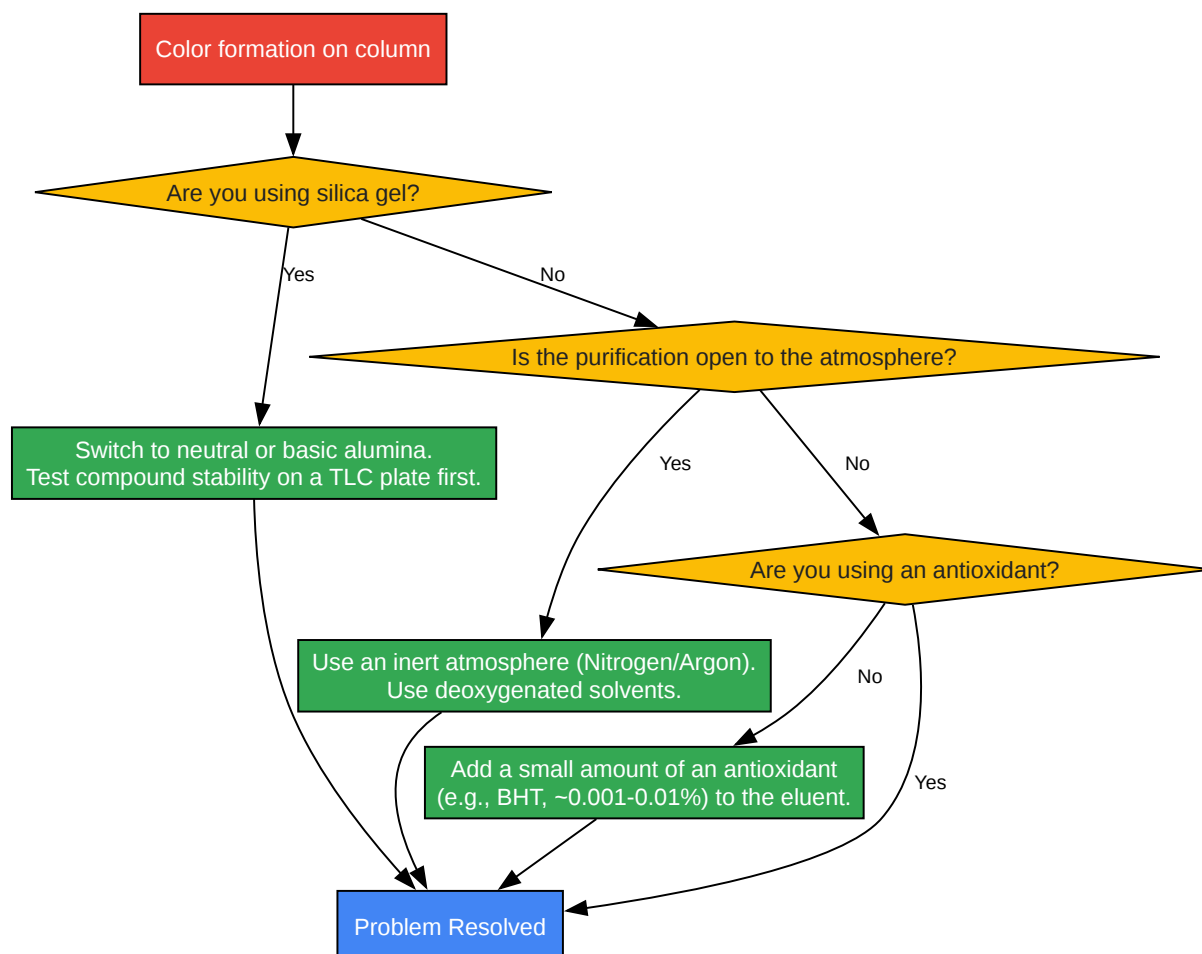 Color formation on column
Are you using silica gel?
Yes
No
Is the purification open to the atmosphere?
Switch to neutral or basic alumina.
Test compound stability on a TLC plate first.
Yes
No
Are you using an antioxidant?
Use an inert atmosphere (Nitrogen/Argon).
Use deoxygenated solvents.
No
Add a small amount of an antioxidant
(e.g., BHT, ~0.001-0.01%) to the eluent.
Yes
Problem Resolved